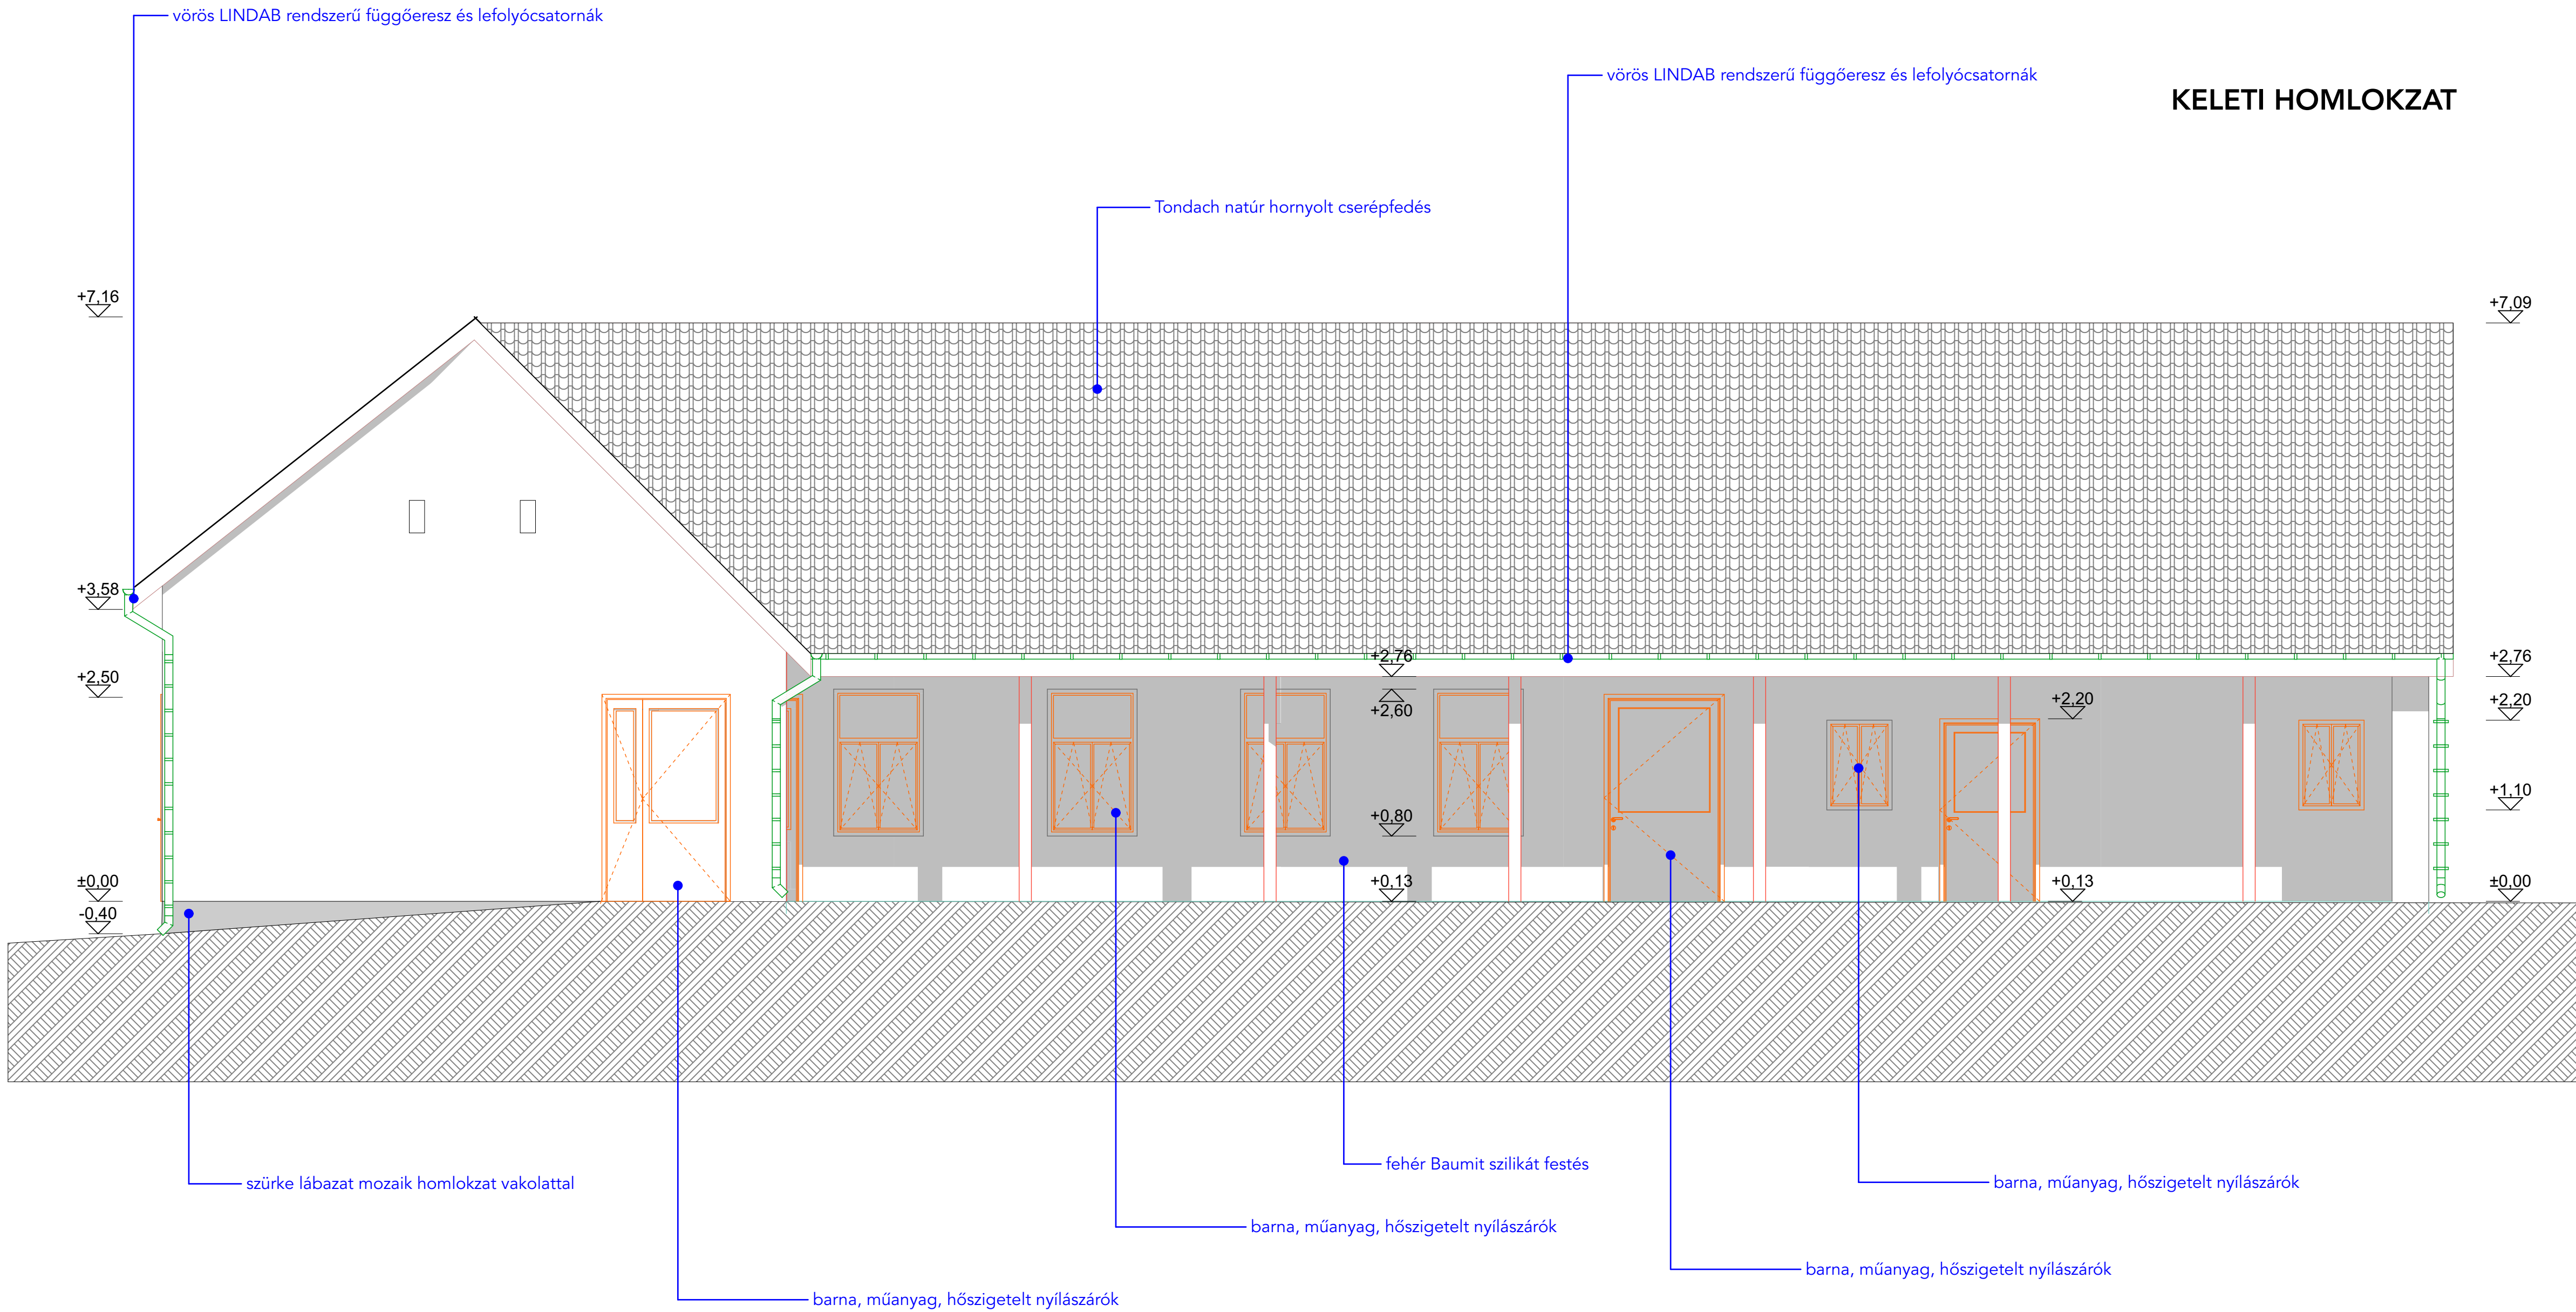 vörös LINDAB rendszerű függőeresz és lefolyócsatornák
vörös LINDAB rendszerű függőeresz és lefolyócsatornák
KELETI HOMLOKZAT
Tondach natúr hornyolt cserépfedés
+7,16
+7,09
+3,58
+2,76
+2,76
+2,50
+2,20
+2,20
+2,60
+1,10
+0,80
±0,00
+0,13
+0,13
±0,00
-0,40
fehér Baumit szilikát festés
szürke lábazat mozaik homlokzat vakolattal
barna, műanyag, hőszigetelt nyílászárók
barna, műanyag, hőszigetelt nyílászárók
barna, műanyag, hőszigetelt nyílászárók
barna, műanyag, hőszigetelt nyílászárók